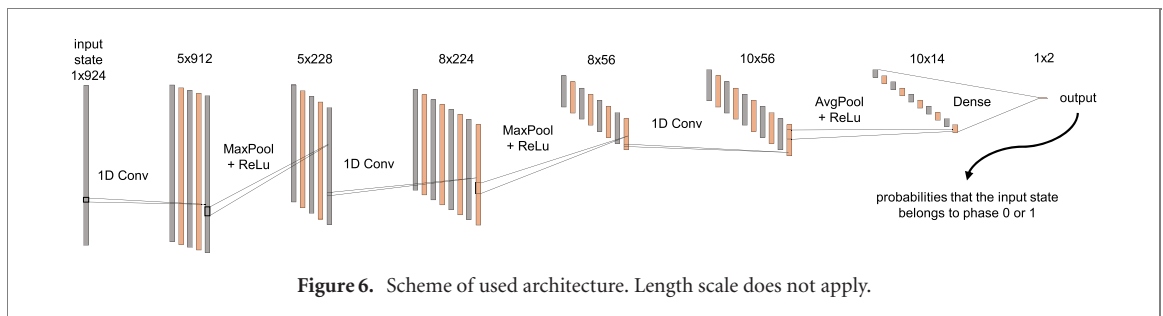 input
state
1x924
5x912
5x228
8x224
8x56
10x56
10x14
1x2
1D Conv
MaxPool
+ ReLu
1D Conv
MaxPool
+ ReLu
1D Conv
AvgPool
+ ReLu
Dense
output
probabilities that the input state
belongs to phase 0 or 1
Figure 6. Scheme of used architecture. Length scale does not apply.